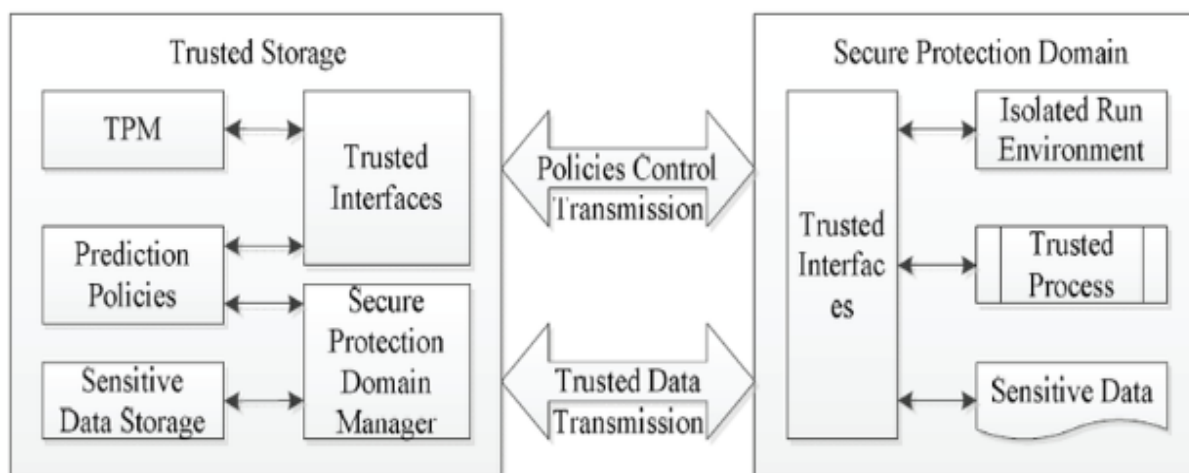 Trusted Storage
TPM
Trusted
Interfaces
Prediction
Policies
Secure
Protection
Domain
Manager
Sensitive
Data Storage
Policies Control
Transmission
Trusted Data
Transmission
Secure Protection Domain
Trusted
Interfac
es
Isolated Run
Environment
Trusted
Process
Sensitive Data